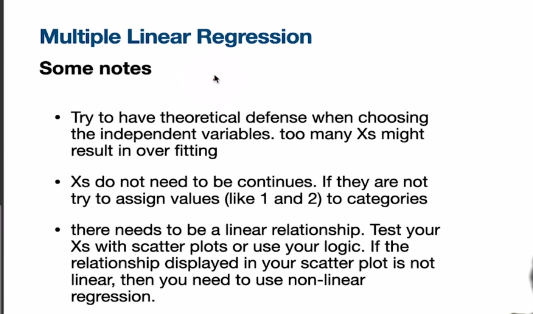 Multiple Linear Regression
Some notes
• Try to have theoretical defense when choosing
the independent variables. too many Xs might
result in over fitting
• Xs do not need to be continues. If they are not
try to assign values (like 1 and 2) to categories
• there needs to be a linear relationship. Test your
Xs with scatter plots or use your logic. If the
relationship displayed in your scatter plot is not
linear, then you need to use non-linear
regression.